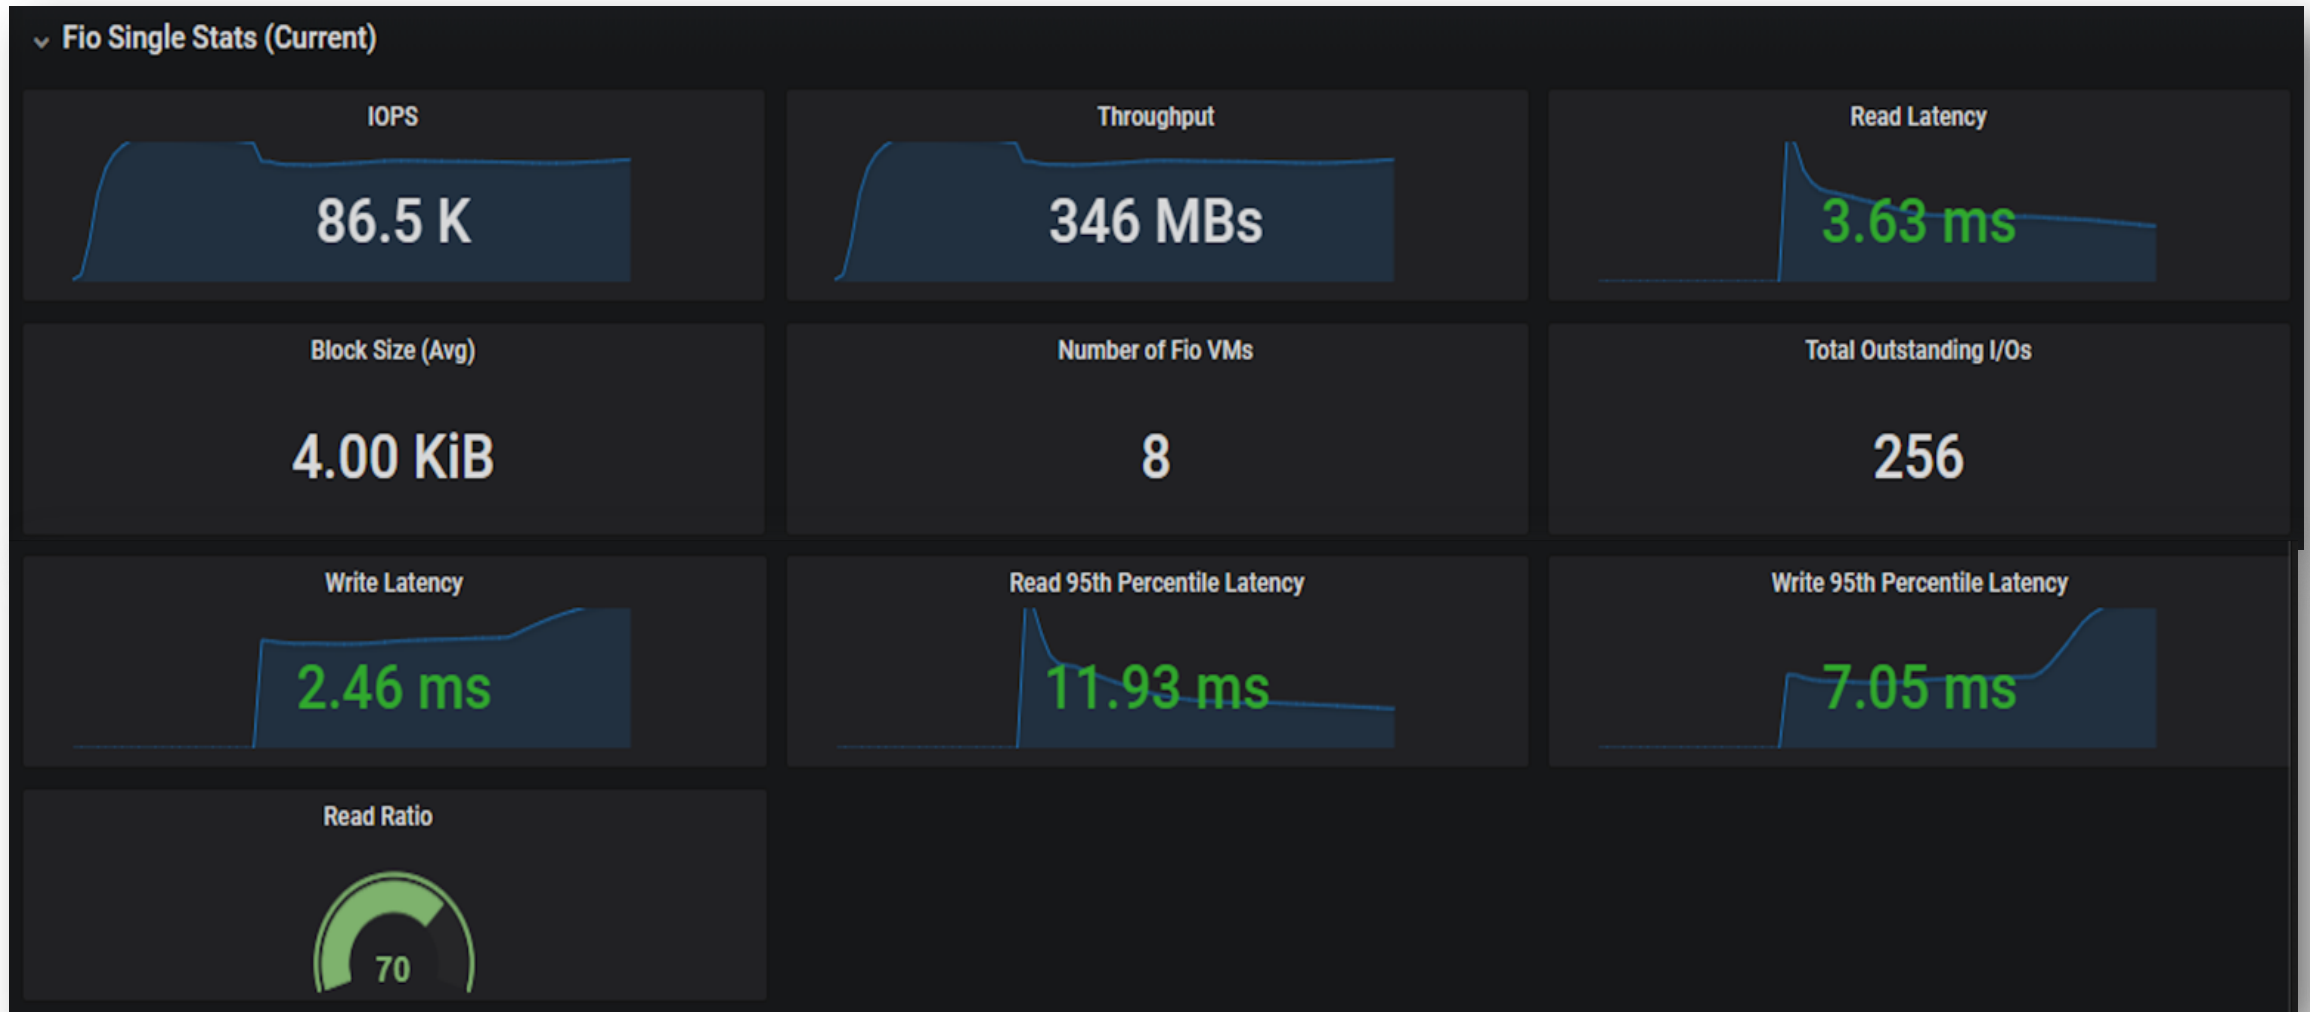 Fio Single Stats (Current)
IOPS
86.5 K
Throughput
346 MBs
Read Latency
3.63 ms
Block Size (Avg)
4.00 KiB
Number of Fio VMs
8
Total Outstanding I/Os
256
Write Latency
2.46 ms
Read 95th Percentile Latency
11.93 ms
Write 95th Percentile Latency
7.05 ms
Read Ratio
70